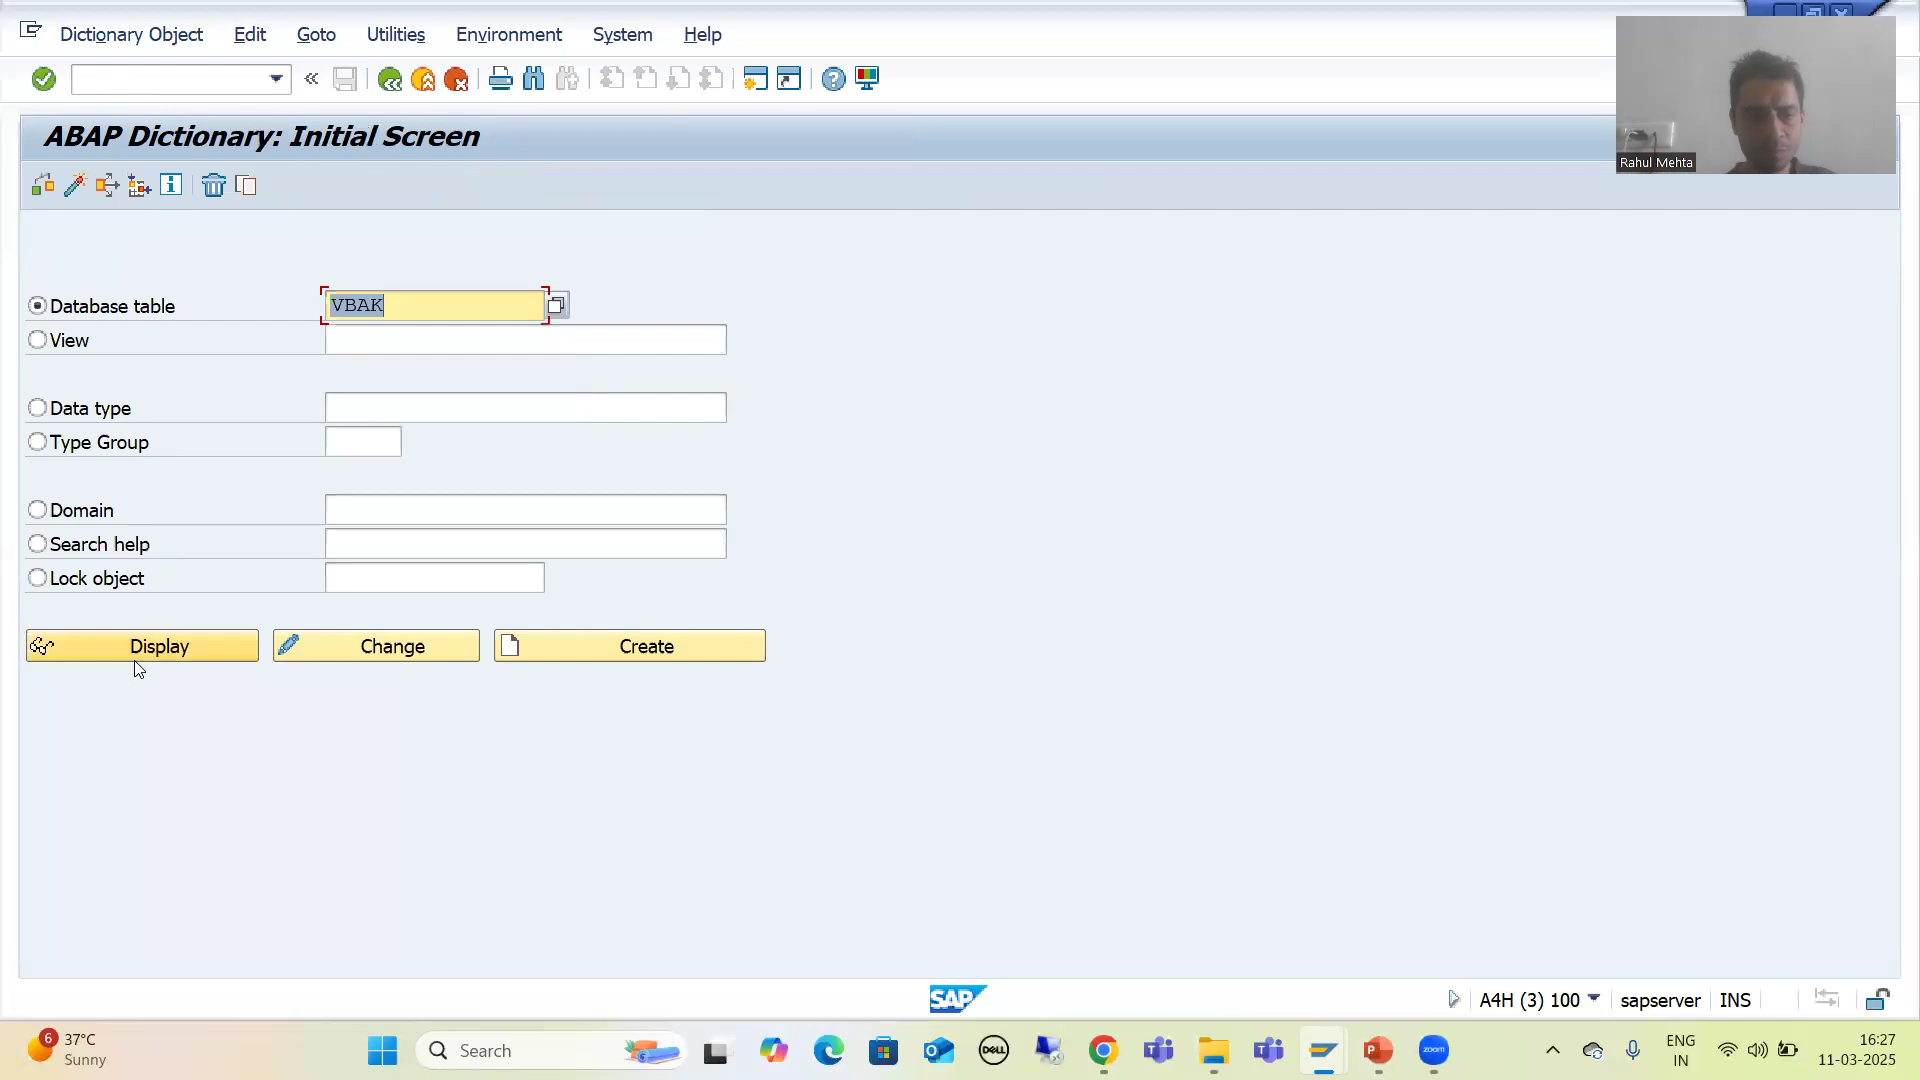 Dictionary Object Edit Goto Utilities Environment System Help
ABAP Dictionary: Initial Screen
Rahul Mehta
Database table VBAK
View
Data type
Type Group
Domain
Search help
Lock object
Display Change Create
SAP A4H (3) 100 sapserver INS
6 37°C
Sunny
Search
DELL
zoom
ENG
IN
16:27
11-03-2025